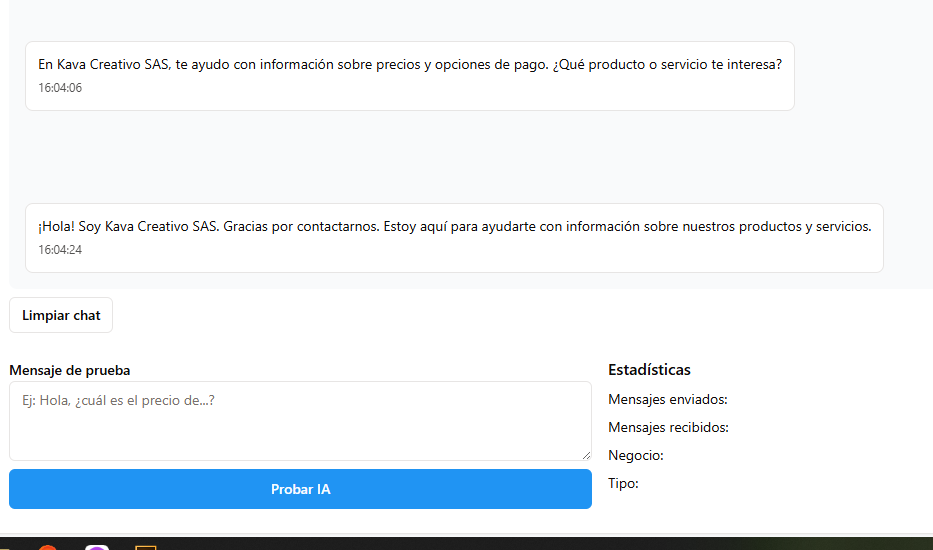 En Kava Creativo SAS, te ayudo con información sobre precios y opciones de pago. ¿Qué producto o servicio te interesa?
16:04:06
¡Hola! Soy Kava Creativo SAS. Gracias por contactarnos. Estoy aquí para ayudarte con información sobre nuestros productos y servicios.
16:04:24
Limpiar chat
Mensaje de prueba
Ej: Hola, ¿cuál es el precio de...?
Probar IA
Estadísticas
Mensajes enviados:
Mensajes recibidos:
Negocio:
Tipo: